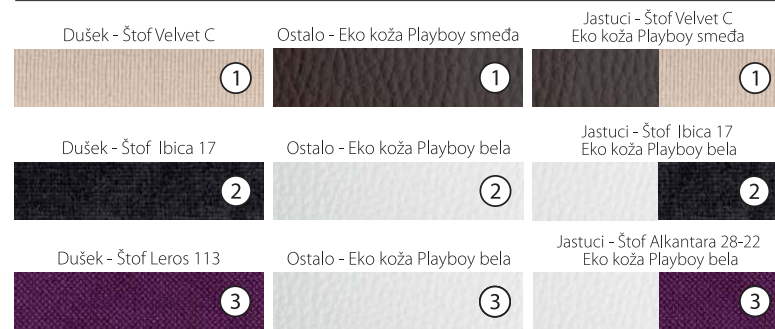 Dušek - Štof Velvet C
Ostalo - Eko koža Playboy smeđa
Jastuci - Štof Velvet C
Eko koža Playboy smeđa
1
1
1
Dušek - Štof Ibica 17
Ostalo - Eko koža Playboy bela
Jastuci - Štof Ibica 17
Eko koža Playboy bela
2
2
2
Dušek - Štof Leros 113
Ostalo - Eko koža Playboy bela
Jastuci - Štof Alkantara 28-22
Eko koža Playboy bela
3
3
3